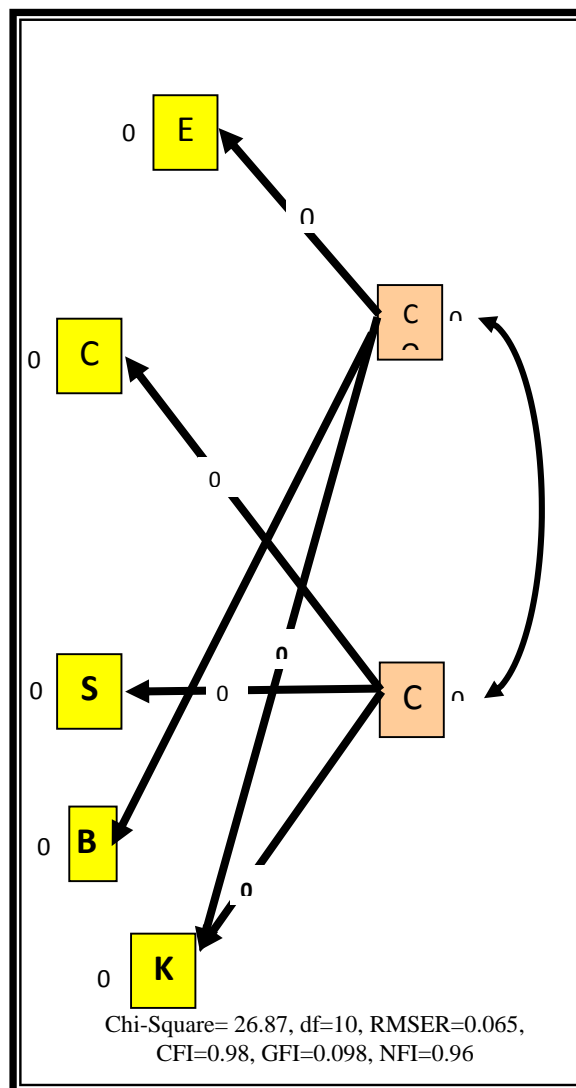 0
E
0
C
0
0
C
0
0
S
0
C
0
B
0
K
0
Chi-Square= 26.87, df=10, RMSER=0.065,
CFI=0.98, GFI=0.098, NFI=0.96